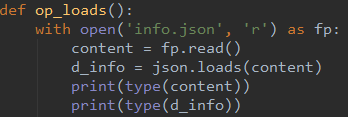 def op_loads():
    with open('info.json', 'r') as fp:
        content = fp.read()
        d_info = json.loads(content)
        print(type(content))
        print(type(d_info))